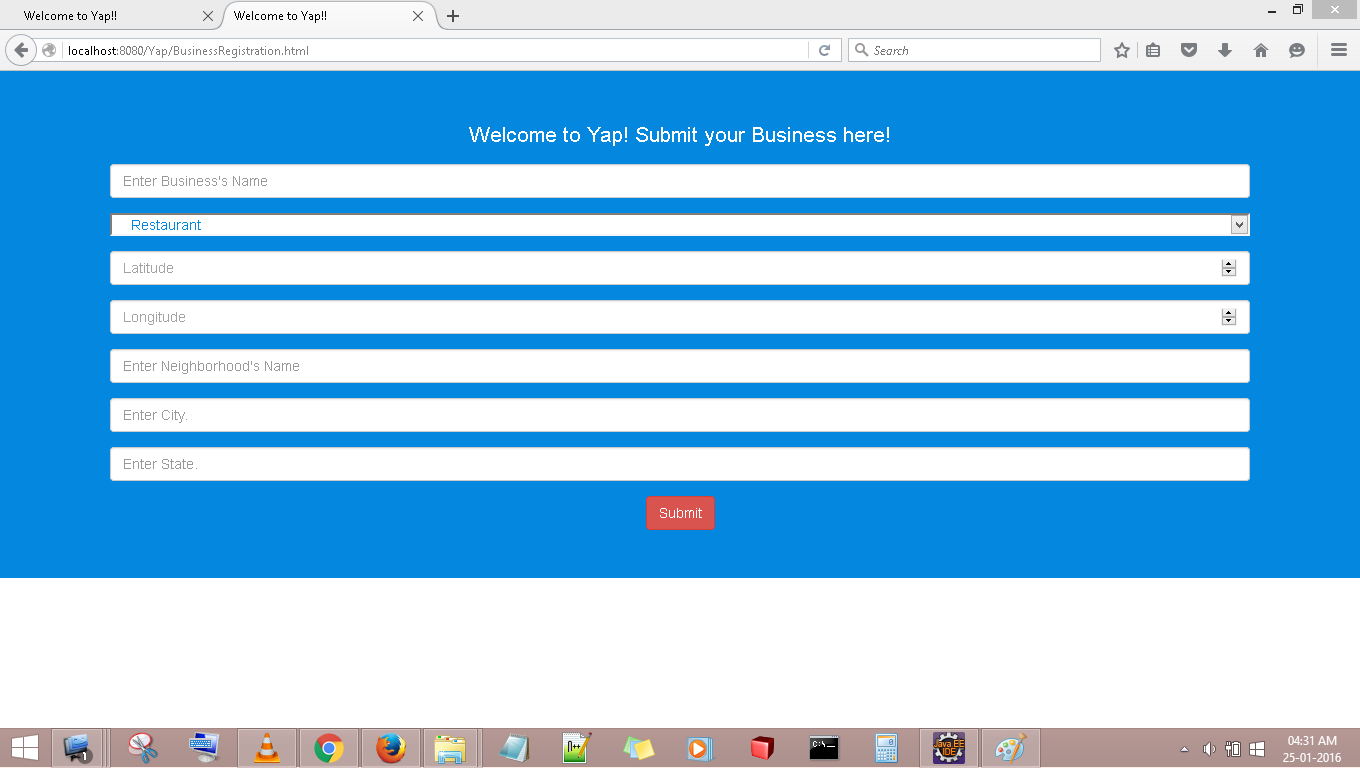 Welcome to Yap!! Welcome to Yap!!
localhost:8080/Yap/BusinessRegistration.html Search
Welcome to Yap! Submit your Business here!
Enter Business's Name
Restaurant
Latitude
Longitude
Enter Neighborhood's Name
Enter City.
Enter State.
Submit
1
N++
C:\_
Java EE
IDE
04:31 AM
25-01-2016